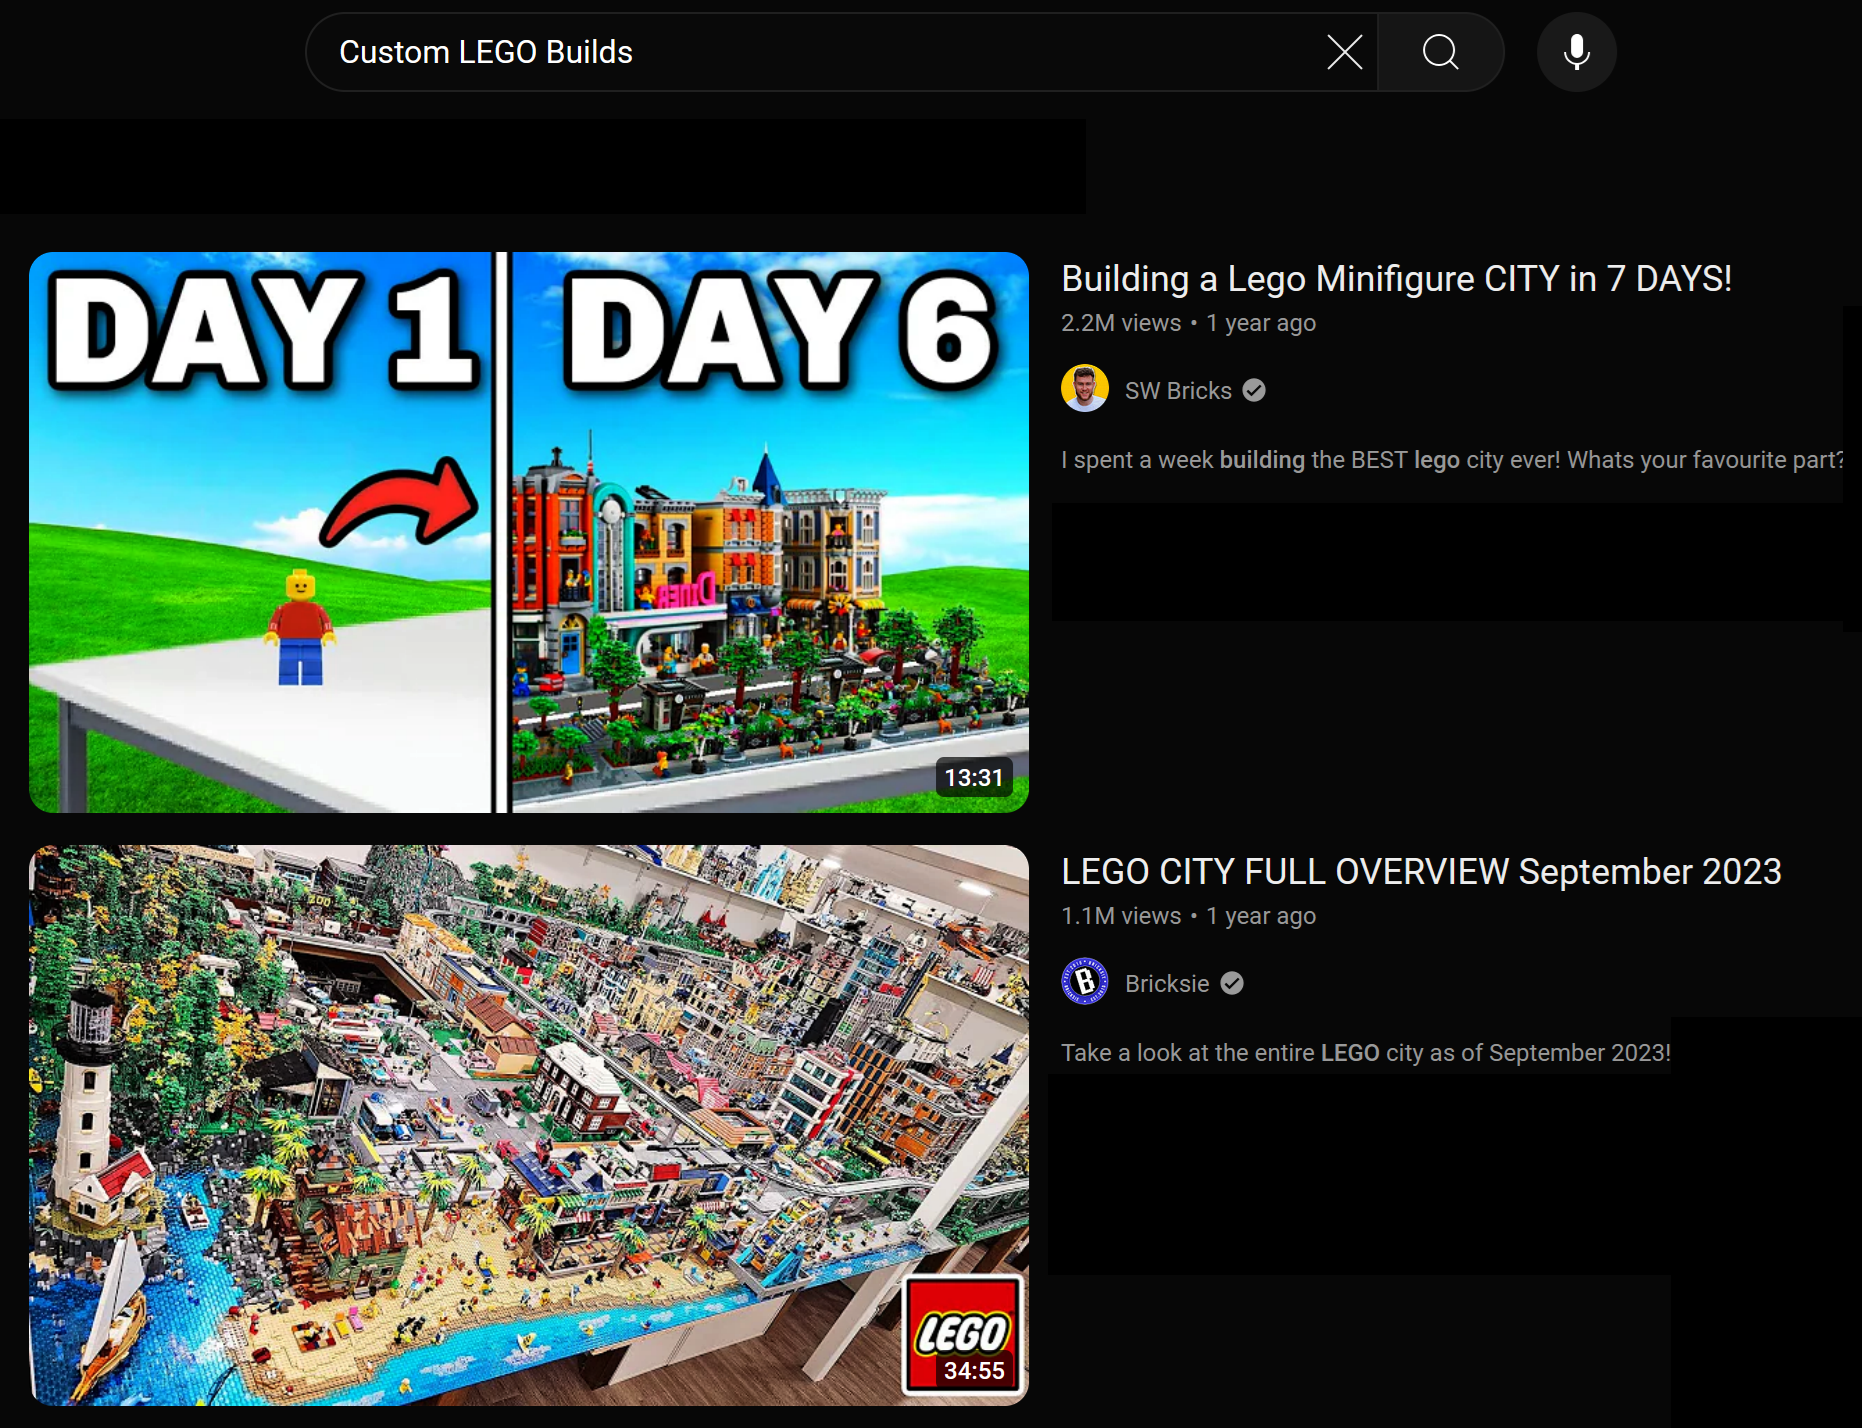 Custom LEGO Builds
DAY 1
DAY 6
DINER
13:31
Building a Lego Minifigure CITY in 7 DAYS!
2.2M views • 1 year ago
SW Bricks
I spent a week building the BEST lego city ever! Whats your favourite part?
ZOO
LEGO
34:55
LEGO CITY FULL OVERVIEW September 2023
1.1M views • 1 year ago
B
Bricksie
Take a look at the entire LEGO city as of September 2023!